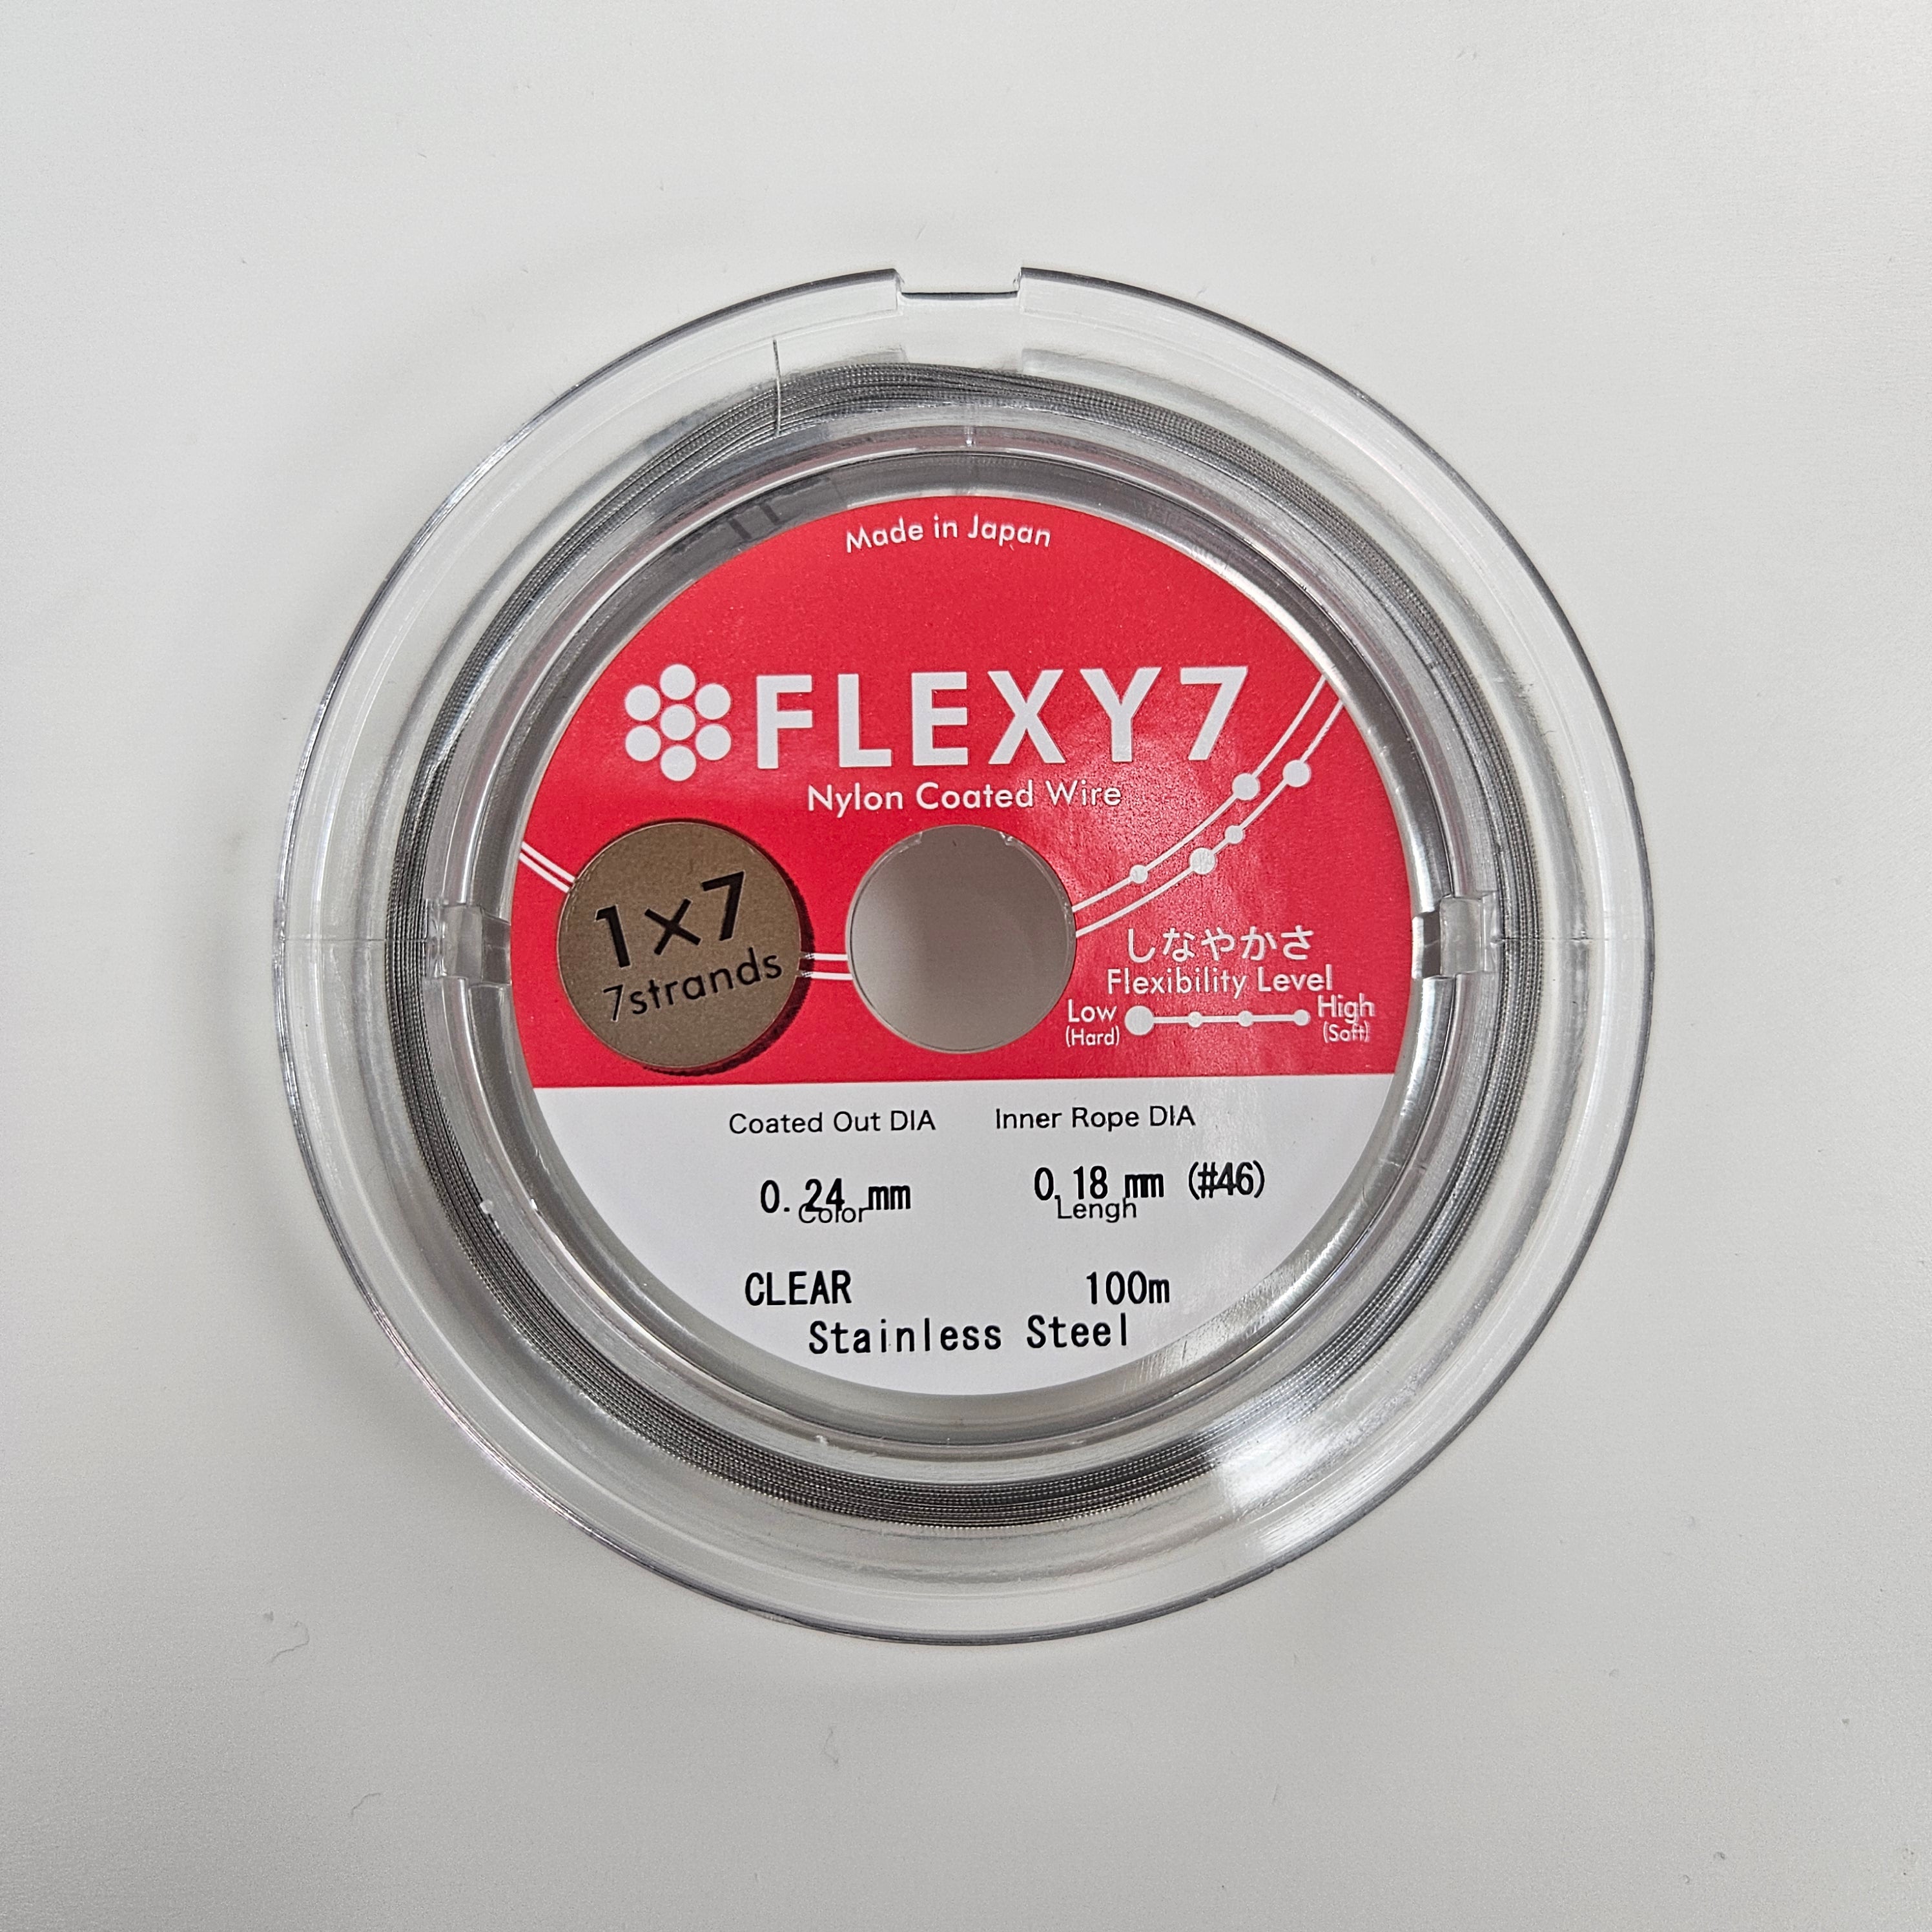 Made in Japan
FLEXY7
Nylon Coated Wire
1×7
7strands
しなやかさ
Flexibility Level
Low High
(Hard) (Soft)
Coated Out DIA Inner Rope DIA
0.24 mm 0.18 mm (#46)
Color Lengh
CLEAR 100m
Stainless Steel